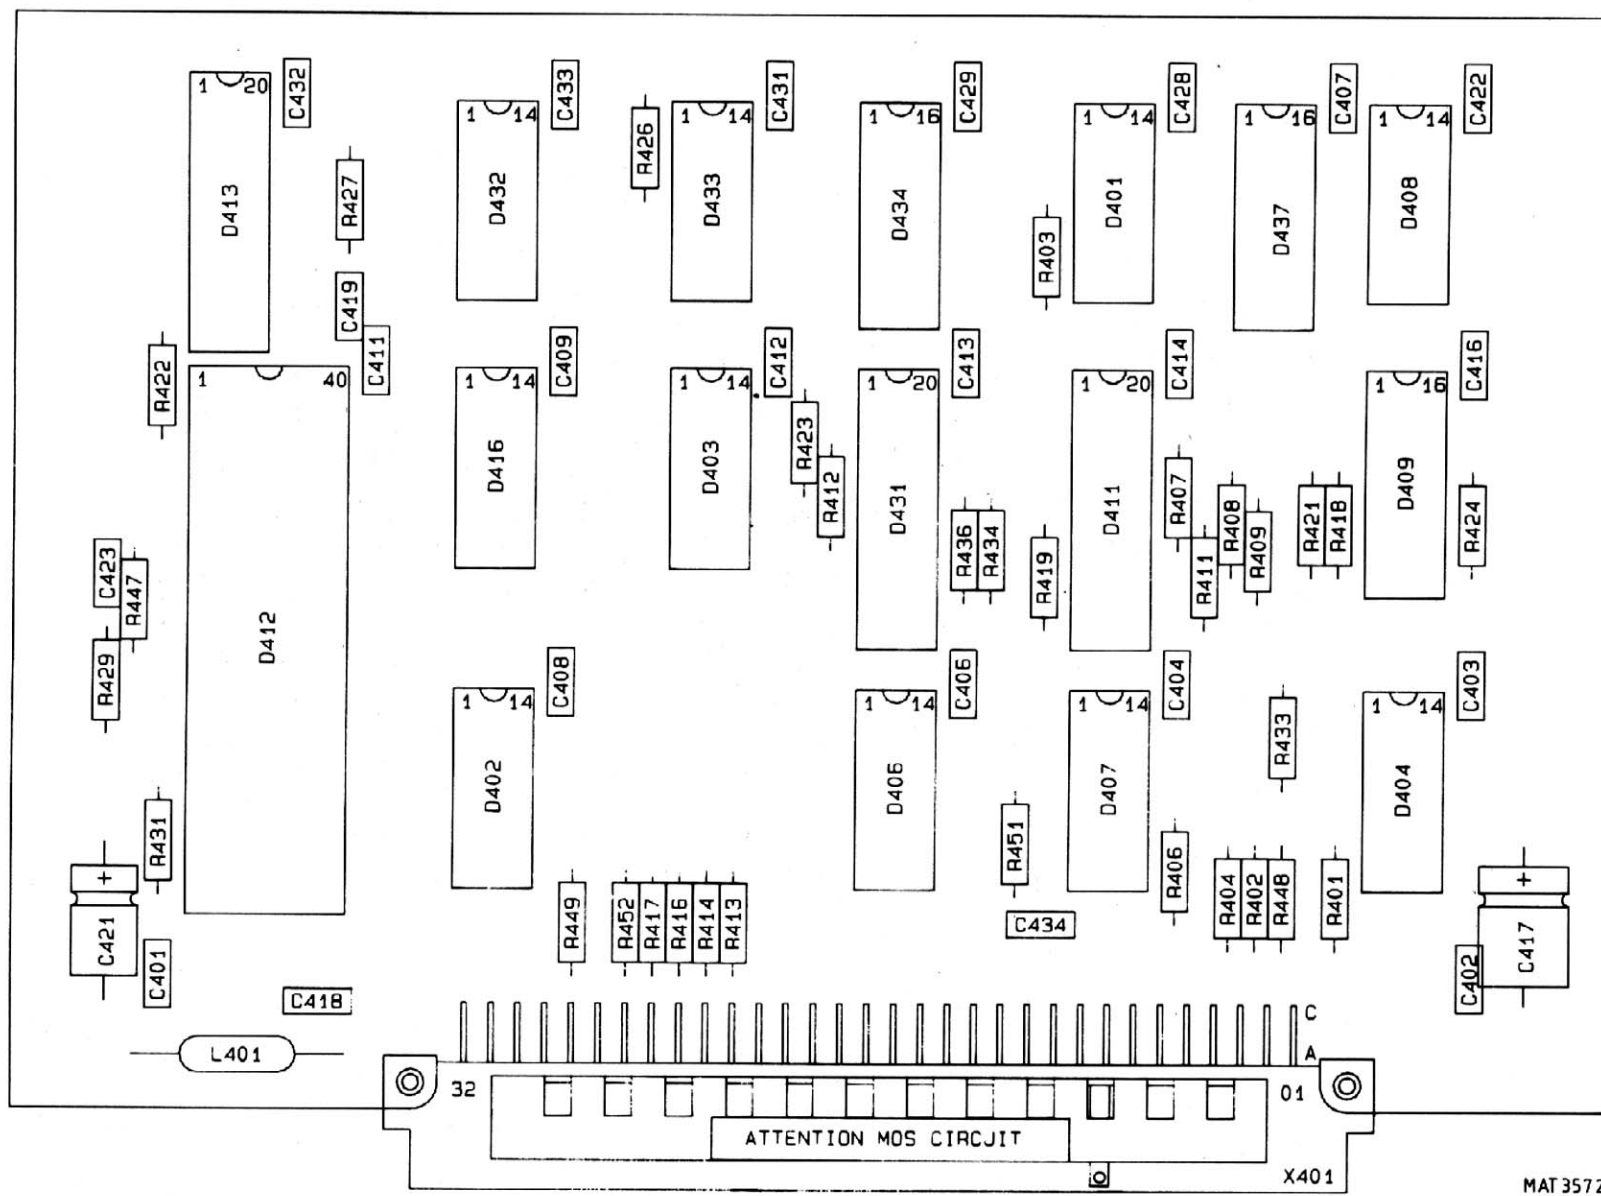 1 20
C432
D413
R427
C419
C411
R422
1 40
D412
C423
R447
R429
R431
+
C421
C401
C418
L401
1 14
C433
D432
R426
1 14
C431
D433
1 16
C429
D434
R403
1 14
C428
D401
1 16
C407
D437
1 14
C422
D408
1 14
C409
D416
1 14
C412
D403
R423
R412
1 20
C413
D431
R436
R434
R419
1 20
C414
D411
R407
R411
R408
R409
R421
R418
1 16
C416
D409
R424
1 14
C408
D402
R449
R452
R417
R416
R414
R413
1 14
C406
D406
R451
C434
1 14
C404
D407
R406
R433
R404
R402
R448
R401
1 14
C403
D404
+
C417
C402
C
A
32
01
ATTENTION MOS CIRCJIT
X401
MAT3572